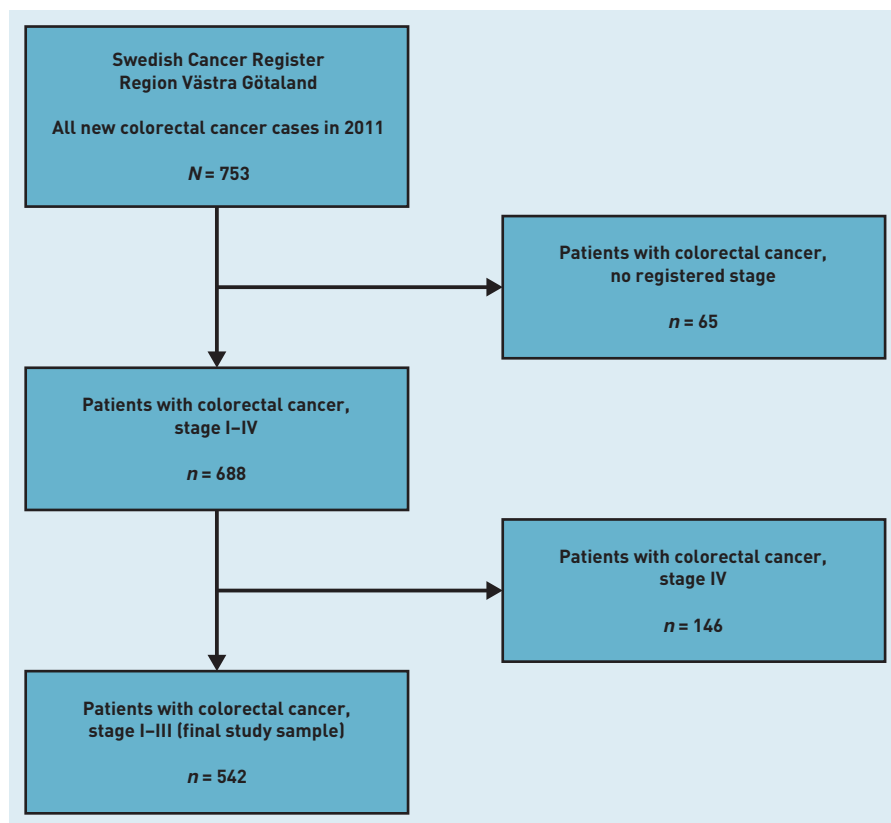 Swedish Cancer Register
Region Västra Götaland
All new colorectal cancer cases in 2011
N = 753
Patients with colorectal cancer,
no registered stage
n = 65
Patients with colorectal cancer,
stage I–IV
n = 688
Patients with colorectal cancer,
stage IV
n = 146
Patients with colorectal cancer,
stage I–III (final study sample)
n = 542